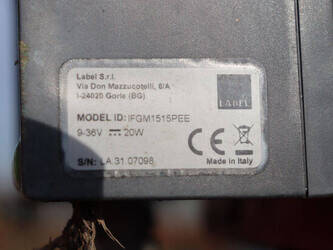 Label S.r.l.
Via Don Mazzucotelli, 6/A
I-24020 Gorle (BG)
LABEL
MODEL ID: IFGM1515PEE
9-36V ⎓ 20W
CE
S/N: LA.31 07098
Made in Italy